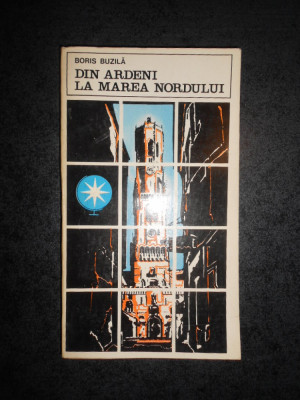 BORIS BUZILĂ
DIN ARDENI
LA MAREA NORDULUI